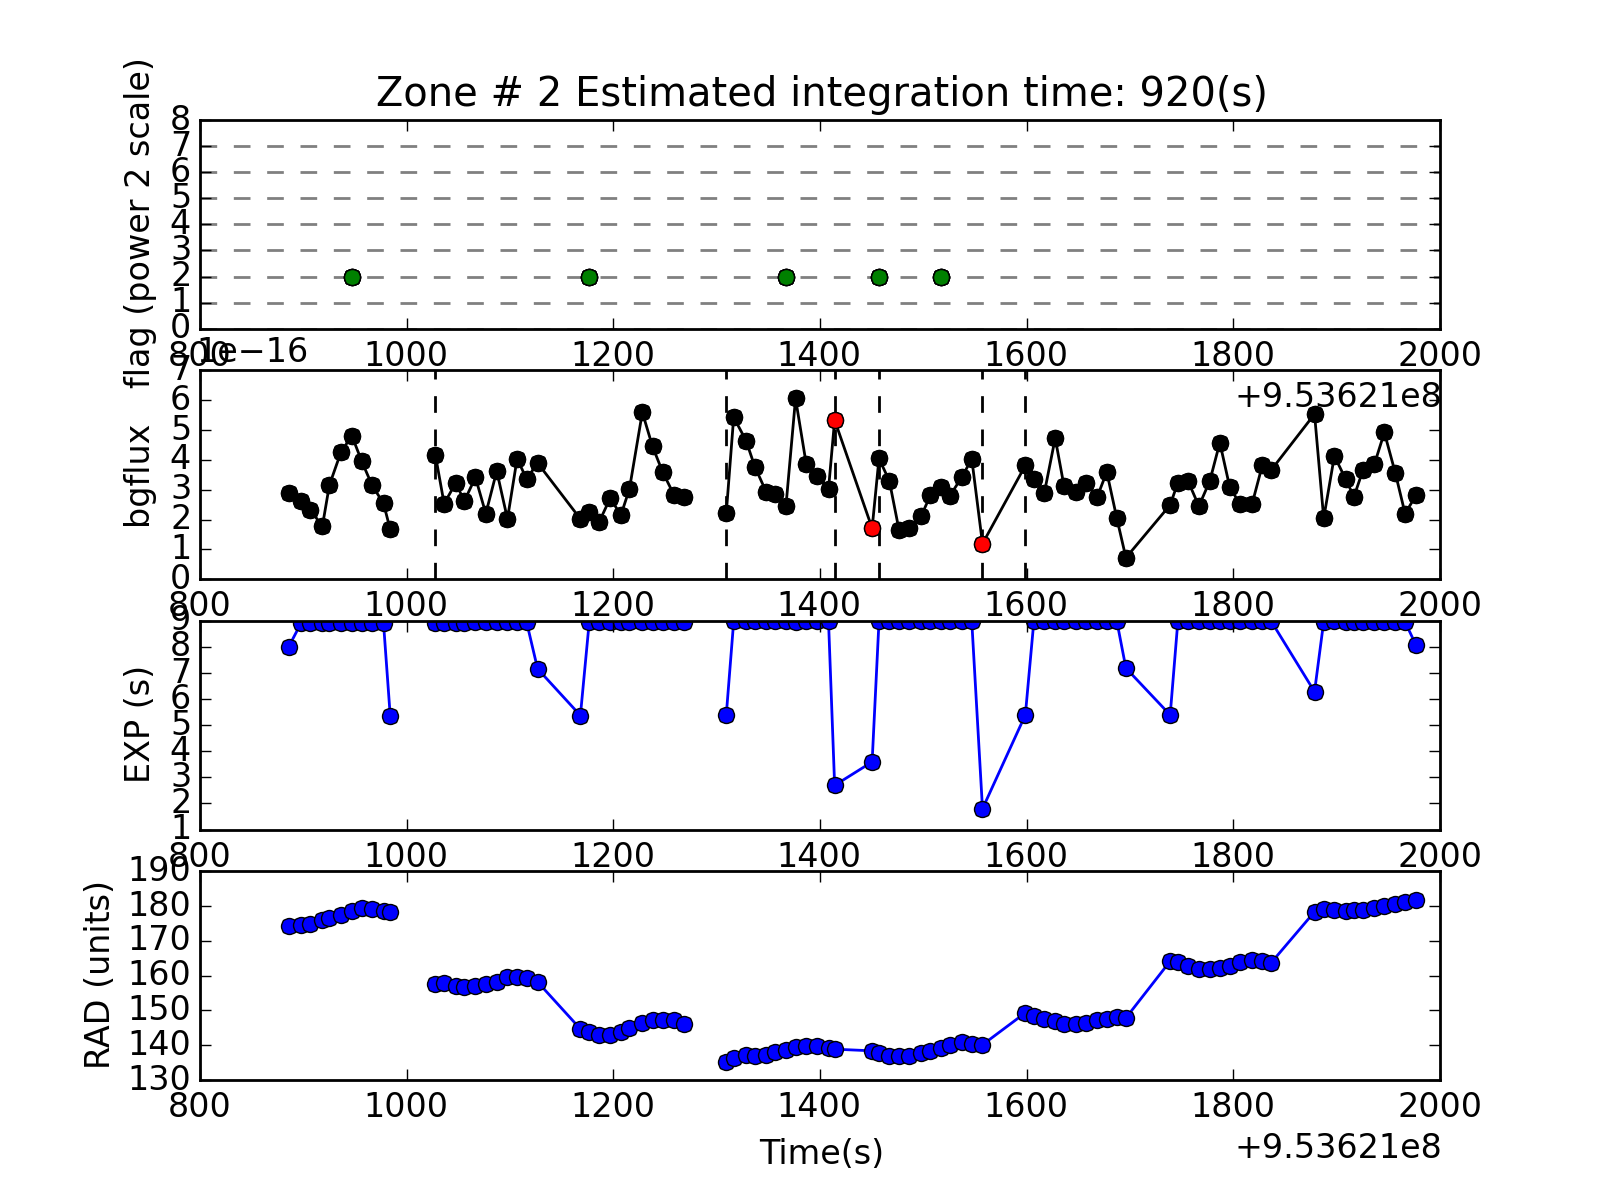 Zone # 2 Estimated integration time: 920(s)
flag (power 2 scale)
8
7
6
5
4
3
2
1
0
800 1000 1200 1400 1600 1800 2000
1e−16
+9.53621e8
bgflux
7
6
5
4
3
2
1
0
800 1000 1200 1400 1600 1800 2000
EXP (s)
9
8
7
6
5
4
3
2
1
800 1000 1200 1400 1600 1800 2000
RAD (units)
190
180
170
160
150
140
130
800 1000 1200 1400 1600 1800 2000
Time(s)
+9.53621e8